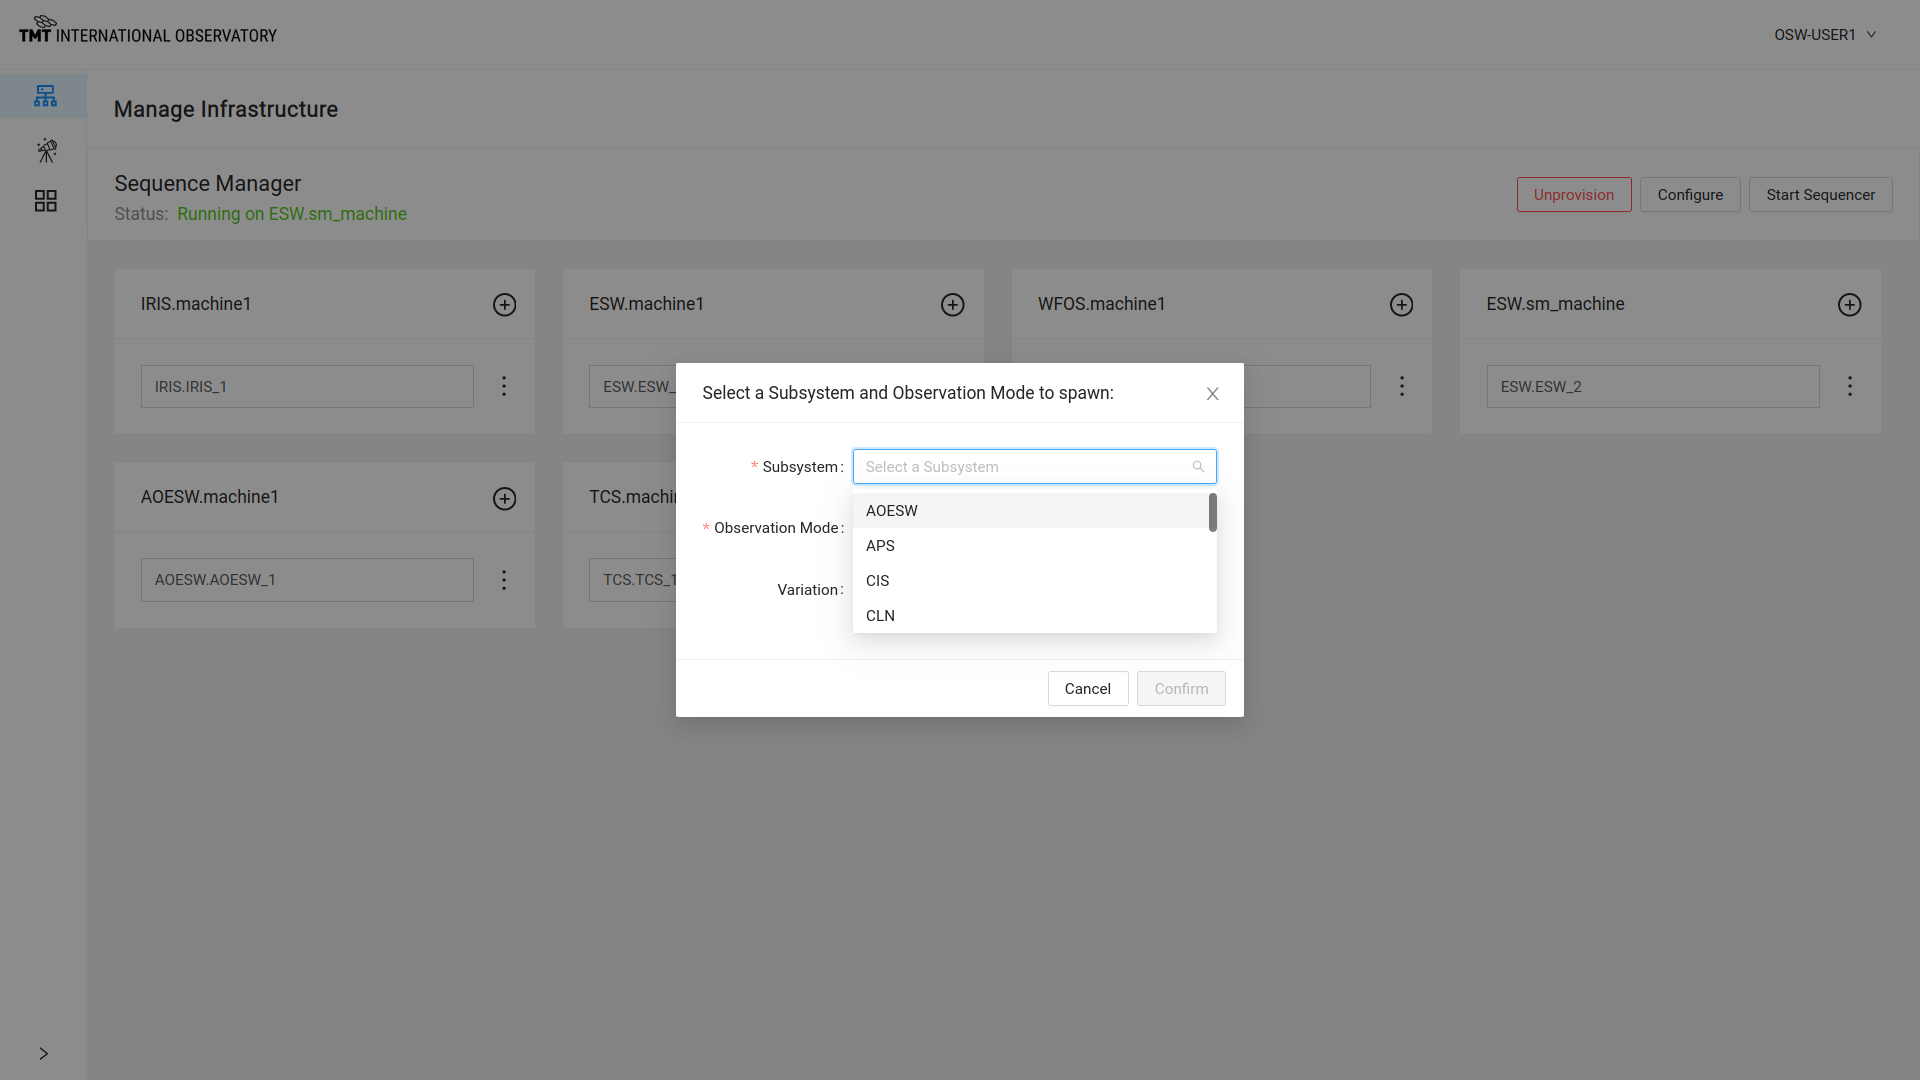 TMT INTERNATIONAL OBSERVATORY
OSW-USER1
Manage Infrastructure
Sequence Manager
Status: Running on ESW.sm_machine
Unprovision
Configure
Start Sequencer
IRIS.machine1
ESW.machine1
WFOS.machine1
ESW.sm_machine
IRIS.IRIS_1
ESW.ESW_
ESW.ESW_2
AOESW.machine1
TCS.machi
AOESW.AOESW_1
TCS.TCS_1
Select a Subsystem and Observation Mode to spawn:
* Subsystem:
Select a Subsystem
* Observation Mode:
Variation:
AOESW
APS
CIS
CLN
Cancel
Confirm